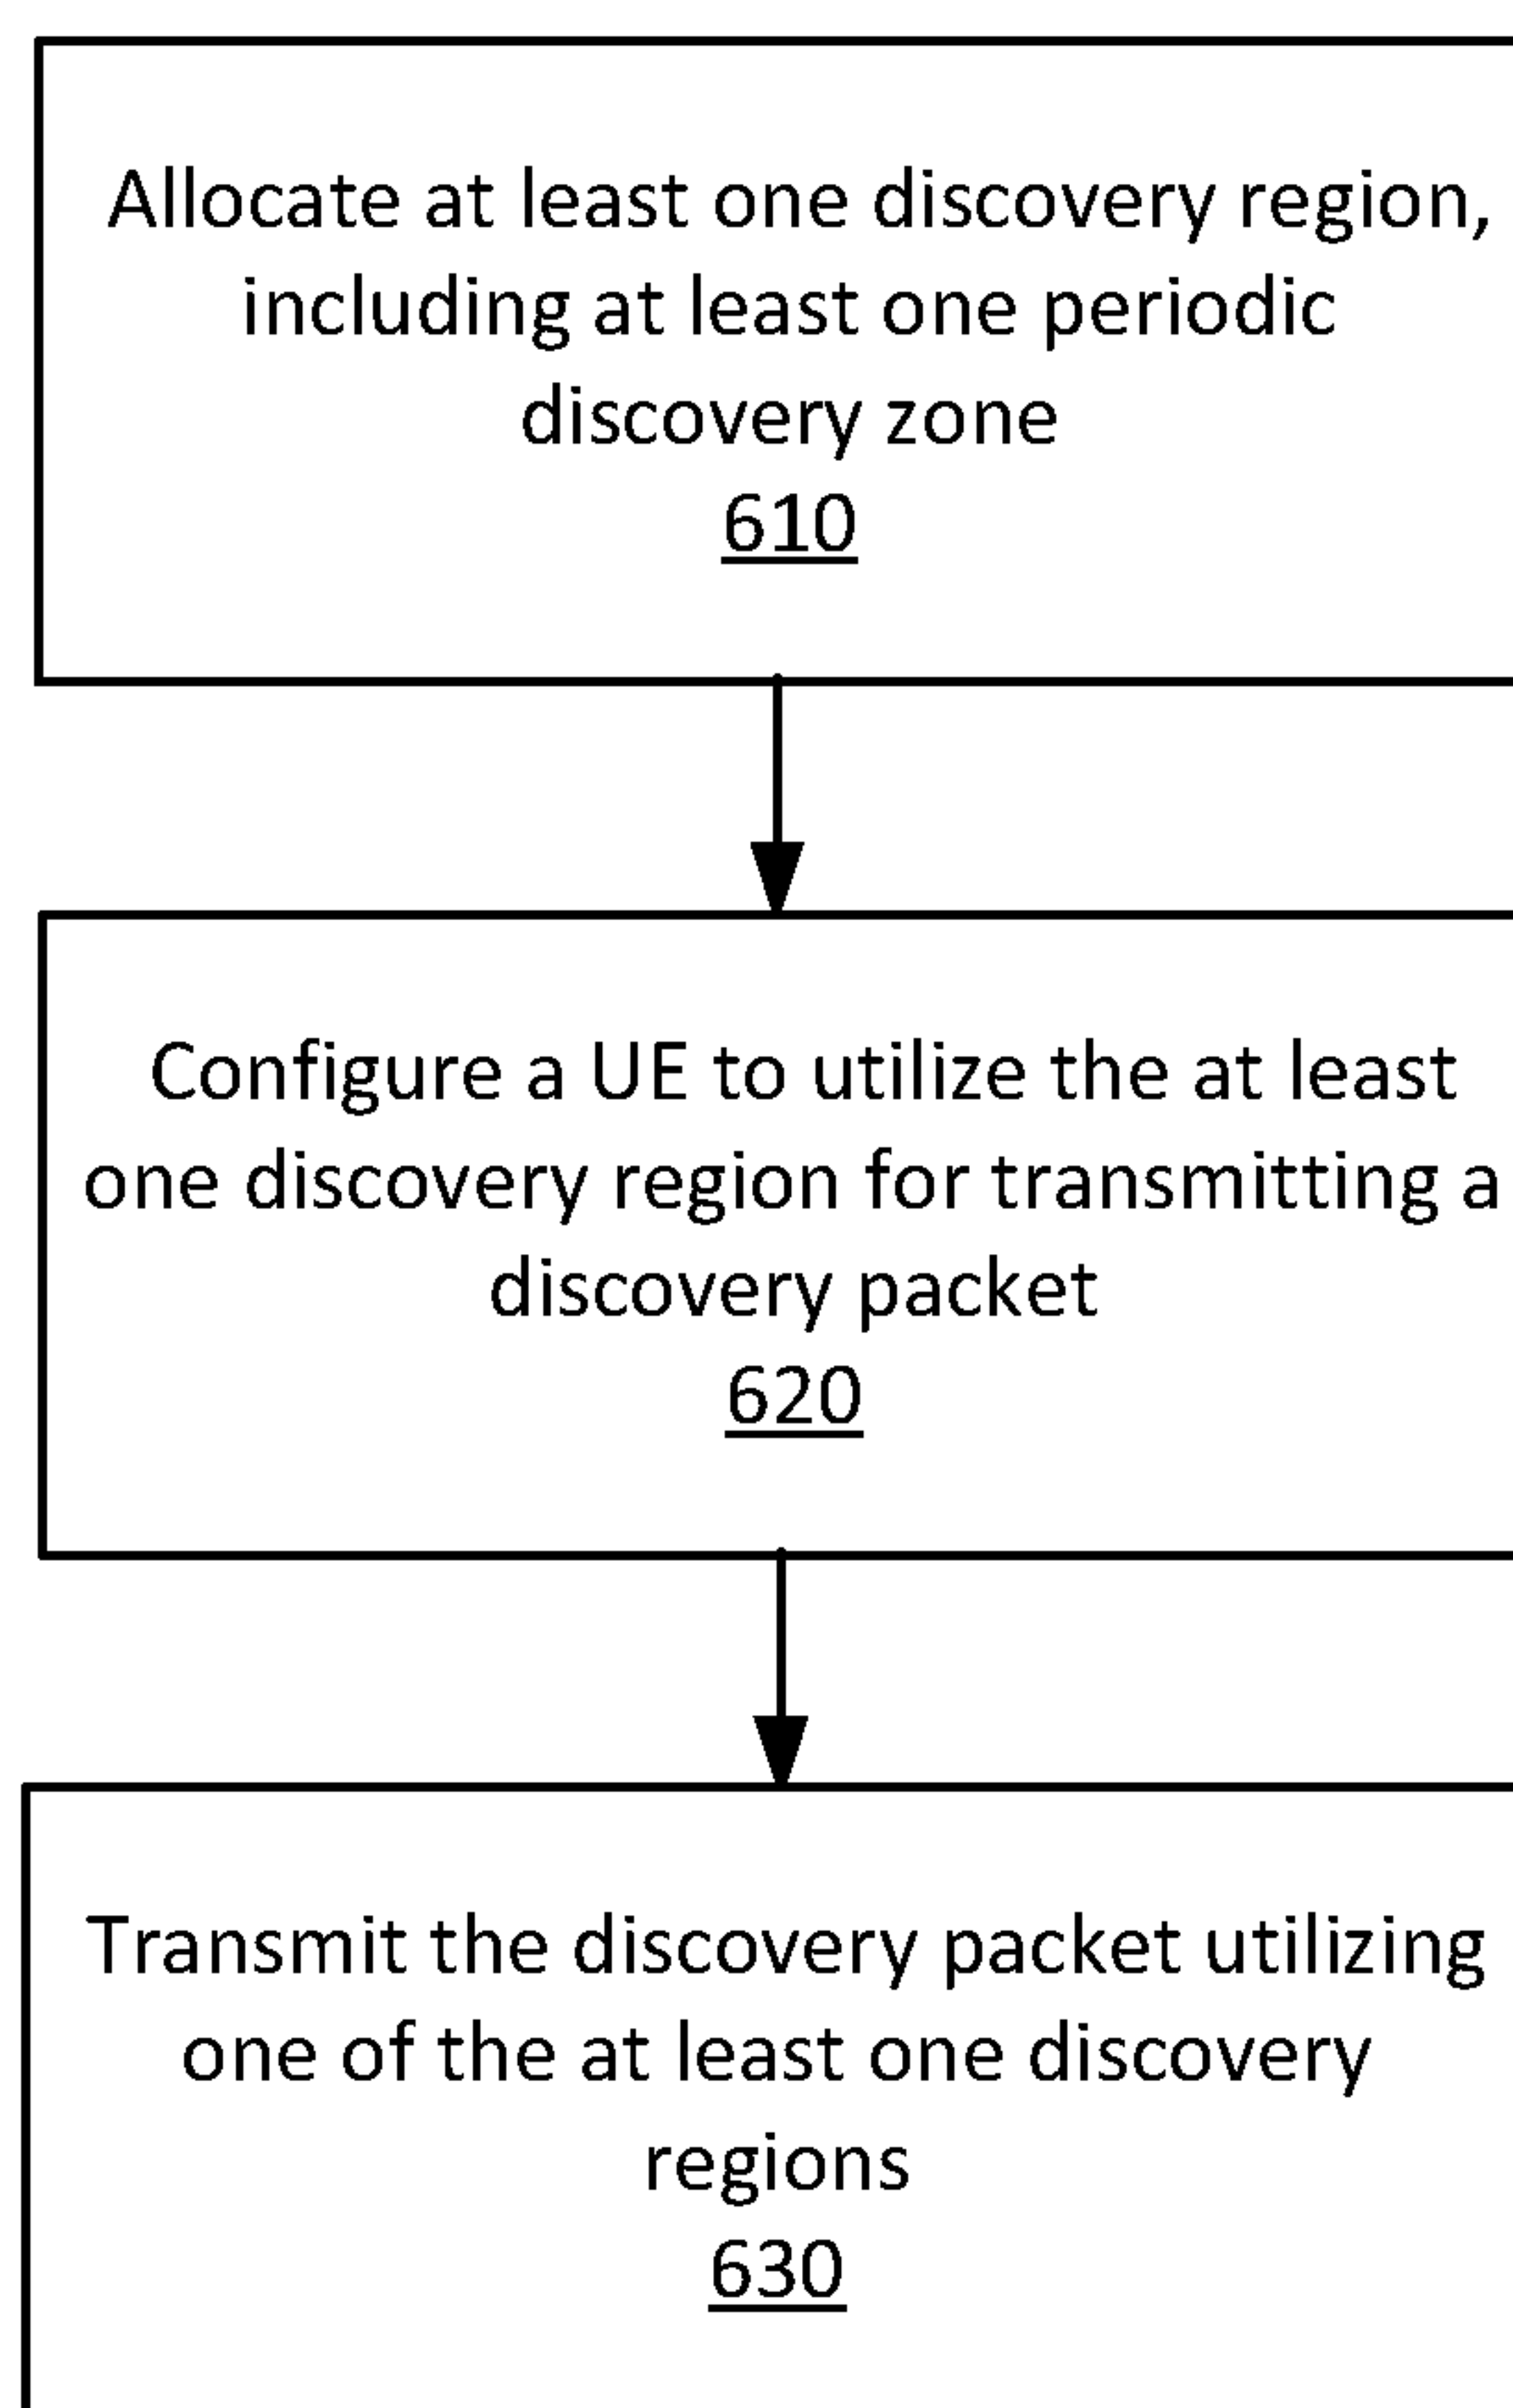 Allocate at least one discovery region,
including at least one periodic
discovery zone
610
Configure a UE to utilize the at least
one discovery region for transmitting a
discovery packet
620
Transmit the discovery packet utilizing
one of the at least one discovery
regions
630